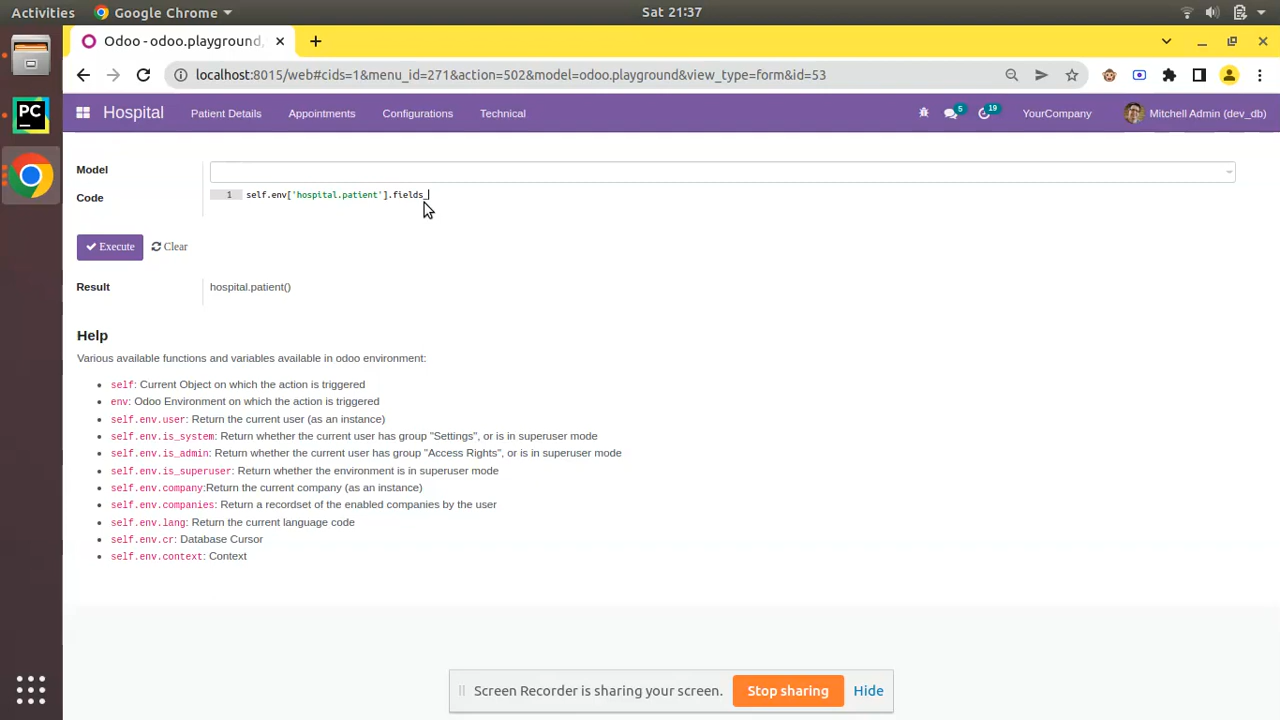 Activities Google Chrome Sat 21:37
Odoo - odoo.playground,
localhost:8015/web#cids=1&menu_id=271&action=502&model=odoo.playground&view_type=form&id=53
Hospital Patient Details Appointments Configurations Technical 5 19 YourCompany Mitchell Admin (dev_db)
PC
Model
Code 1 self.env['hospital.patient'].fields_
Execute Clear
Result hospital.patient()
Help
Various available functions and variables available in odoo environment:
self: Current Object on which the action is triggered
env: Odoo Environment on which the action is triggered
self.env.user: Return the current user (as an instance)
self.env.is_system: Return whether the current user has group "Settings", or is in superuser mode
self.env.is_admin: Return whether the current user has group "Access Rights", or is in superuser mode
self.env.is_superuser: Return whether the environment is in superuser mode
self.env.company:Return the current company (as an instance)
self.env.companies: Return a recordset of the enabled companies by the user
self.env.lang: Return the current language code
self.env.cr: Database Cursor
self.env.context: Context
Screen Recorder is sharing your screen. Stop sharing Hide